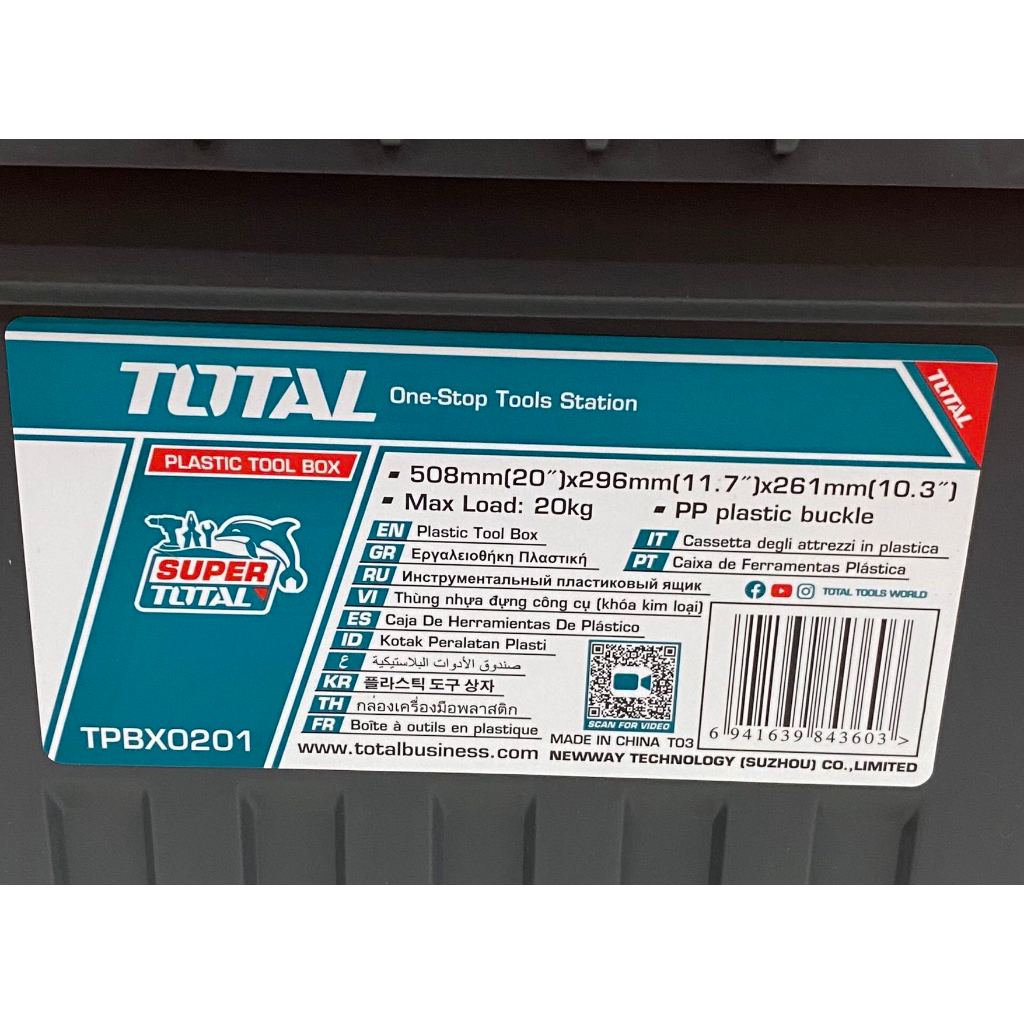 TOTAL One-Stop Tools Station
TOTAL
PLASTIC TOOL BOX
SUPER
TOTAL
TPBX0201
▪ 508mm(20″)x296mm(11.7″)x261mm(10.3″)
▪ Max Load: 20kg ▪ PP plastic buckle
EN Plastic Tool Box
GR Εργαλειοθήκη Πλαστική
RU Инструментальный пластиковый ящик
VI Thùng nhựa đựng công cụ (khóa kim loại)
ES Caja De Herramientas De Plástico
ID Kotak Peralatan Plasti
ع صندوق الأدوات البلاستيكية
KR 플라스틱 도구 상자
TH กล่องเครื่องมือพลาสติก
FR Boîte à outils en plastique
IT Cassetta degli attrezzi in plastica
PT Caixa de Ferramentas Plástica
TOTAL TOOLS WORLD
SCAN FOR VIDEO
6 941639 843603 >
MADE IN CHINA T03
www.totalbusiness.com NEWWAY TECHNOLOGY (SUZHOU) CO.,LIMITED